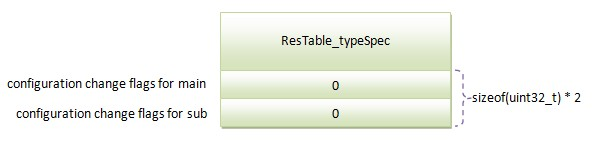 ResTable_typeSpec
configuration change flags for main
0
configuration change flags for sub
0
sizeof(uint32_t) * 2